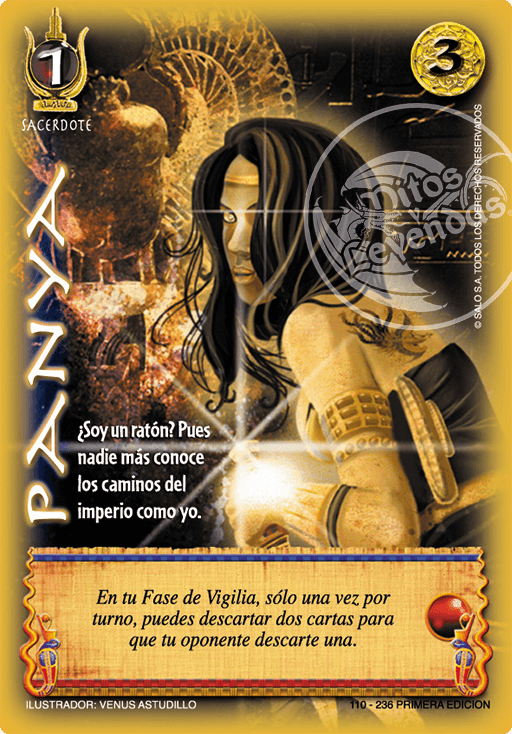 1
3
SACERDOTE
PANYA
Mitos
y
Leyendas
© SALO S.A. TODOS LOS DERECHOS RESERVADOS
¿Soy un ratón? Pues
nadie más conoce
los caminos del
imperio como yo.
En tu Fase de Vigilia, sólo una vez por
turno, puedes descartar dos cartas para
que tu oponente descarte una.
ILUSTRADOR: VENUS ASTUDILLO
110 - 236 PRIMERA EDICION